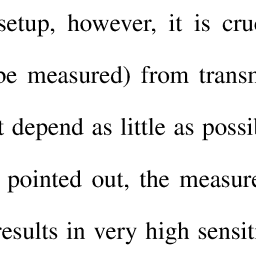 setup, however, it is cru
be measured) from transm
t depend as little as possib
pointed out, the measure
results in very high sensiti